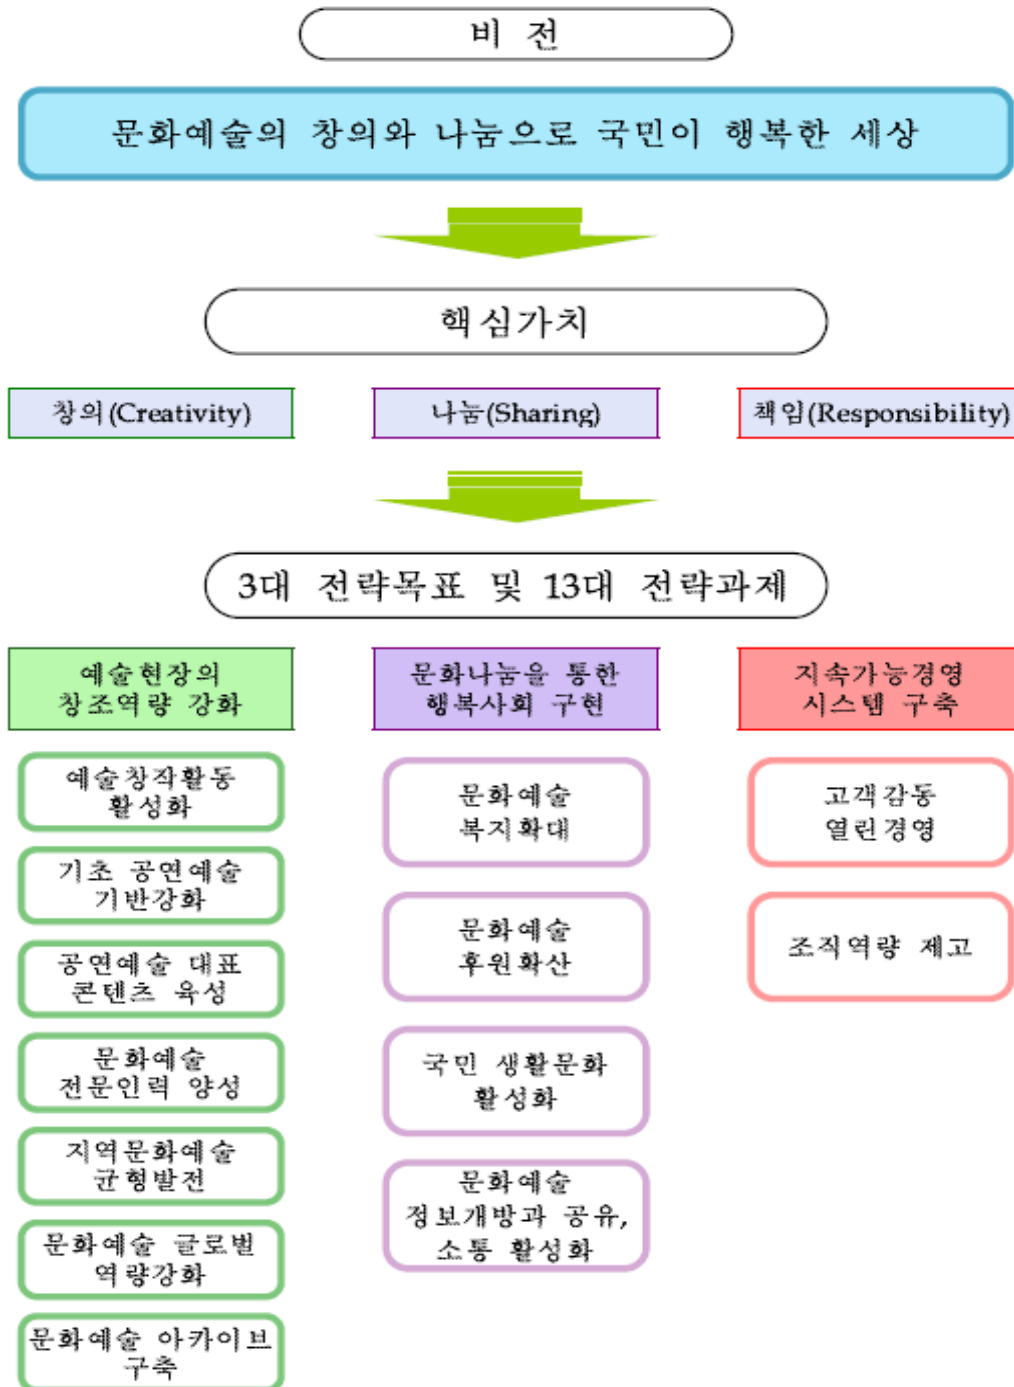 비 전
문화예술의 창의와 나눔으로 국민이 행복한 세상
핵심가치
창의(Creativity)
나눔(Sharing)
책임(Responsibility)
3대 전략목표 및 13대 전략과제
예술현장의
창조역량 강화
문화나눔을 통한
행복사회 구현
지속가능경영
시스템 구축
예술창작활동
활성화
기초 공연예술
기반강화
공연예술 대표
콘텐츠 육성
문화예술
전문인력 양성
지역문화예술
균형발전
문화예술 글로벌
역량강화
문화예술 아카이브
구축
문화예술
복지확대
문화예술
후원확산
국민 생활문화
활성화
문화예술
정보개방과 공유,
소통 활성화
고객감동
열린경영
조직역량 제고